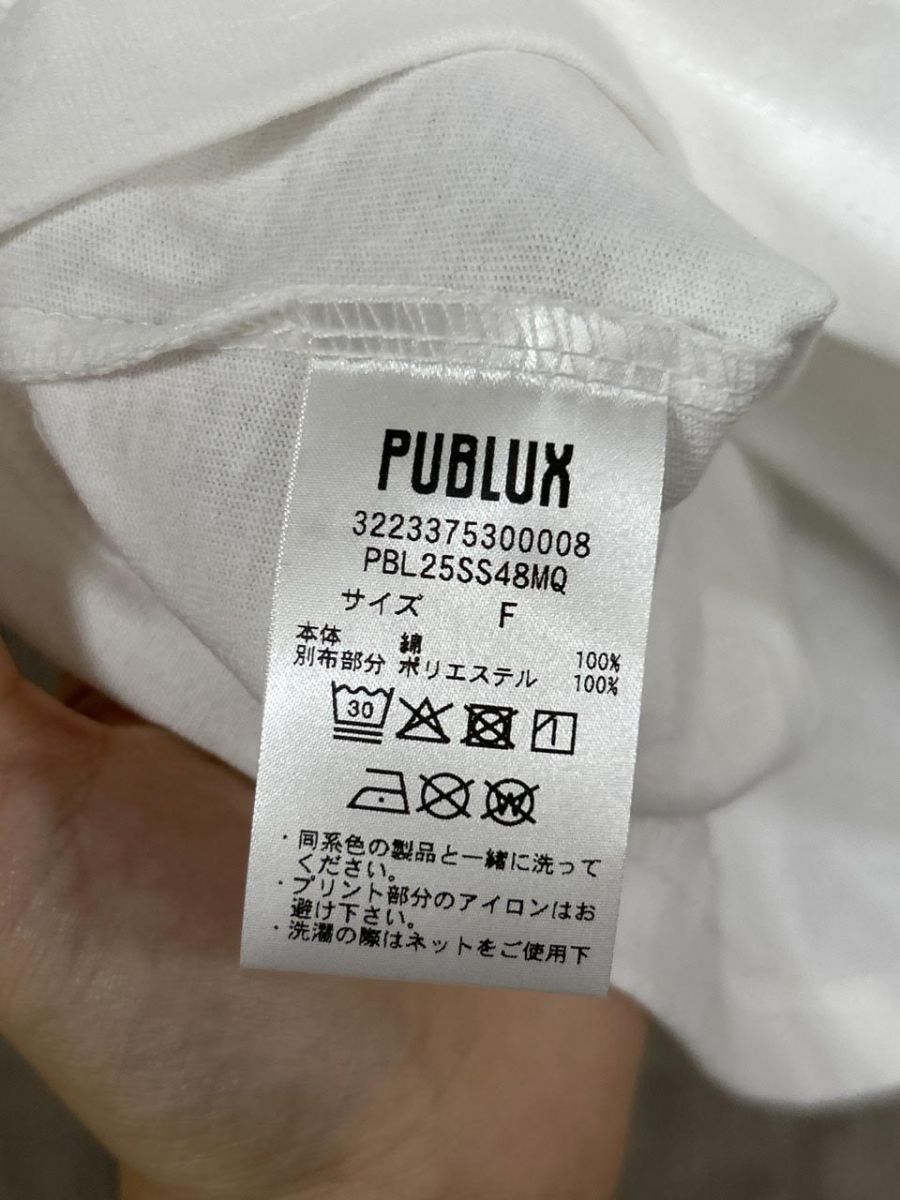 PUBLUX
3223375300008
PBL25SS48MQ
サイズ F
本体 綿 100%
別布部分 ポリエステル 100%
30
W
・同系色の製品と一緒に洗って
ください。
・プリント部分のアイロンはお
避け下さい。
・洗濯の際はネットをご使用下